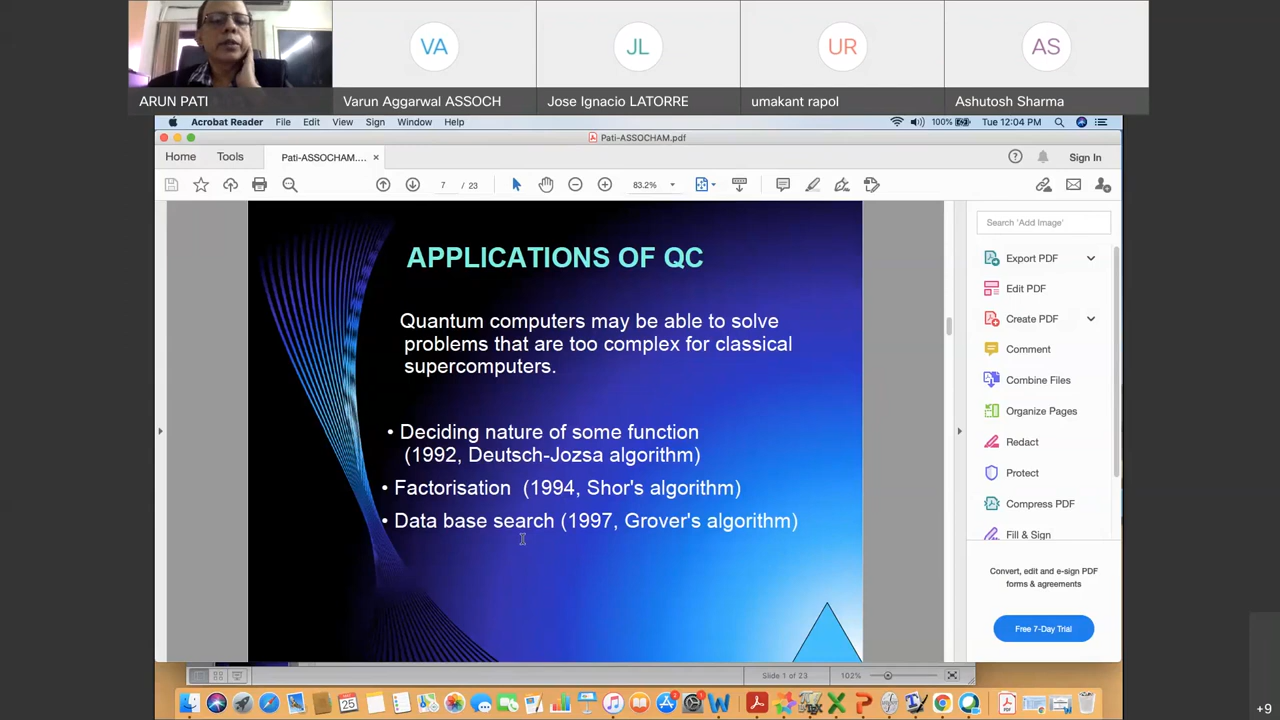 VA
JL
UR
AS
ARUN PATI
Varun Aggarwal ASSOCH
Jose Ignacio LATORRE
umakant rapol
Ashutosh Sharma
Acrobat Reader File Edit View Sign Window Help
100%
Tue 12:04 PM
Pati-ASSOCHAM.pdf
Home Tools Pati-ASSOCHAM.... ×
Sign In
7 / 23
83.2%
Search 'Add Image'
APPLICATIONS OF QC
Quantum computers may be able to solve
problems that are too complex for classical
supercomputers.
• Deciding nature of some function
(1992, Deutsch-Jozsa algorithm)
• Factorisation (1994, Shor's algorithm)
• Data base search (1997, Grover's algorithm)
Export PDF
Edit PDF
Create PDF
Comment
Combine Files
Organize Pages
Redact
Protect
Compress PDF
Fill & Sign
Convert, edit and e-sign PDF
forms & agreements
Free 7-Day Trial
Slide 1 of 23
102%
25
+9